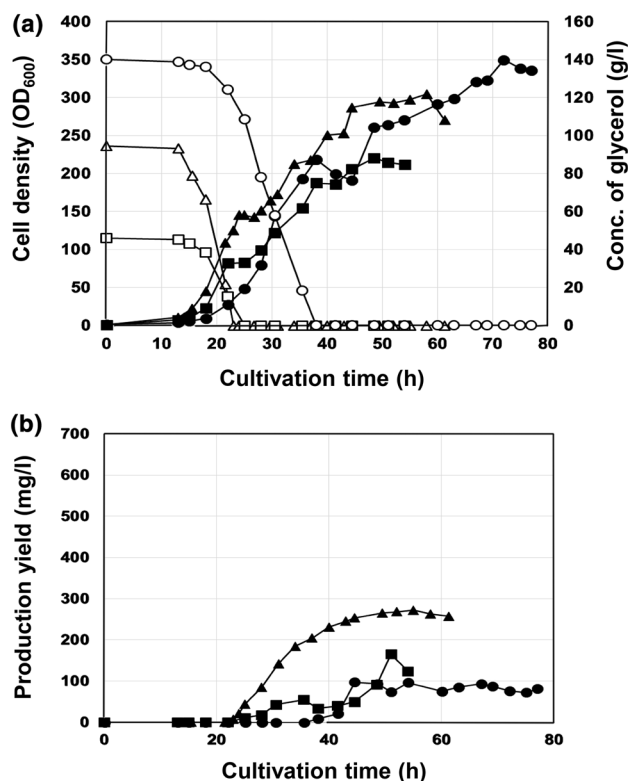 (a)
400
350
300
250
200
150
100
50
0
Cell density (OD600)
160
140
120
100
80
60
40
20
0
Conc. of glycerol (g/l)
0 10 20 30 40 50 60 70 80
Cultivation time (h)
(b)
700
600
500
400
300
200
100
0
Production yield (mg/l)
0 20 40 60 80
Cultivation time (h)